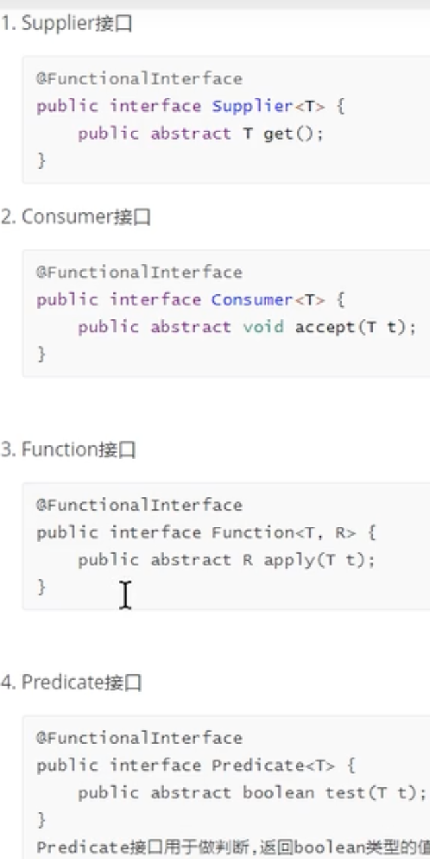 1. Supplier接口
@FunctionalInterface
public interface Supplier<T> {
    public abstract T get();
}
2. Consumer接口
@FunctionalInterface
public interface Consumer<T> {
    public abstract void accept(T t);
}
3. Function接口
@FunctionalInterface
public interface Function<T, R> {
    public abstract R apply(T t);
}
4. Predicate接口
@FunctionalInterface
public interface Predicate<T> {
    public abstract boolean test(T t);
}
Predicate接口用于做判断,返回boolean类型的值